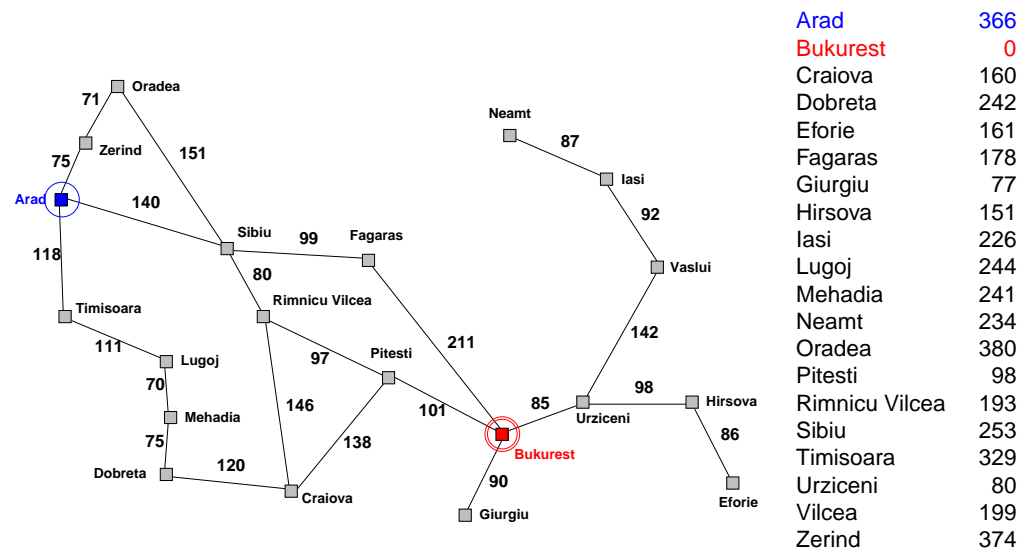 Oradea
71
Neamt
87
Zerind
151
75
Iasi
Arad
140
92
Sibiu
99
Fagaras
118
Vaslui
80
Timisoara
Rimnicu Vilcea
111
211
142
Lugoj
97
Pitesti
70
98
Hirsova
146
101
85
Mehadia
Urziceni
86
75
138
Bukurest
Dobreta
120
90
Craiova
Eforie
Giurgiu
Arad 366
Bukurest 0
Craiova 160
Dobreta 242
Eforie 161
Fagaras 178
Giurgiu 77
Hirsova 151
Iasi 226
Lugoj 244
Mehadia 241
Neamt 234
Oradea 380
Pitesti 98
Rimnicu Vilcea 193
Sibiu 253
Timisoara 329
Urziceni 80
Vilcea 199
Zerind 374